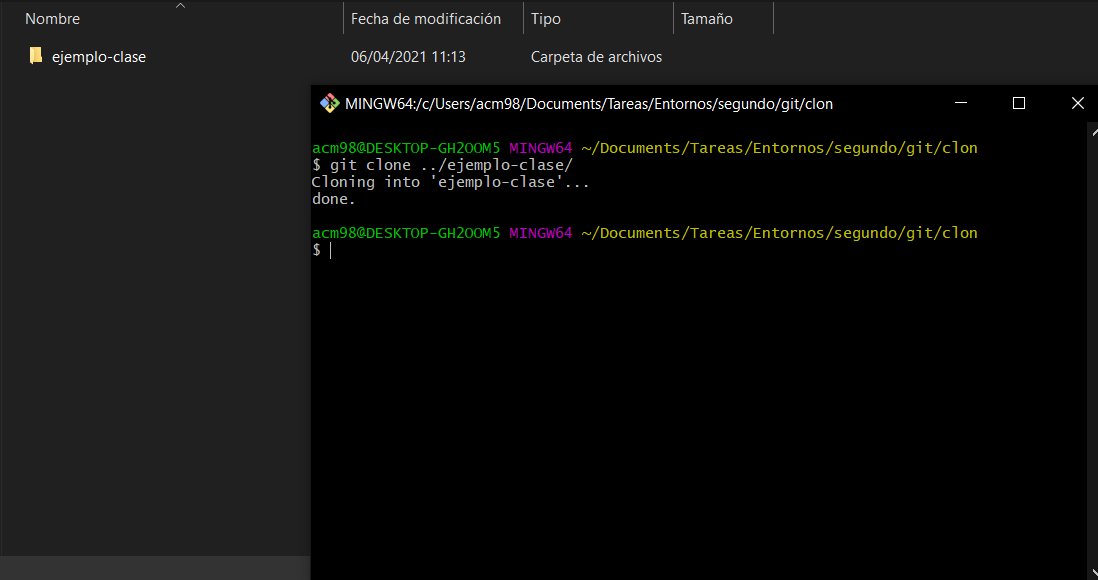 Nombre Fecha de modificación Tipo Tamaño
ejemplo-clase 06/04/2021 11:13 Carpeta de archivos
MINGW64:/c/Users/acm98/Documents/Tareas/Entornos/segundo/git/clon
acm98@DESKTOP-GH2OOM5 MINGW64 ~/Documents/Tareas/Entornos/segundo/git/clon
$ git clone ../ejemplo-clase/
Cloning into 'ejemplo-clase'...
done.
acm98@DESKTOP-GH2OOM5 MINGW64 ~/Documents/Tareas/Entornos/segundo/git/clon
$